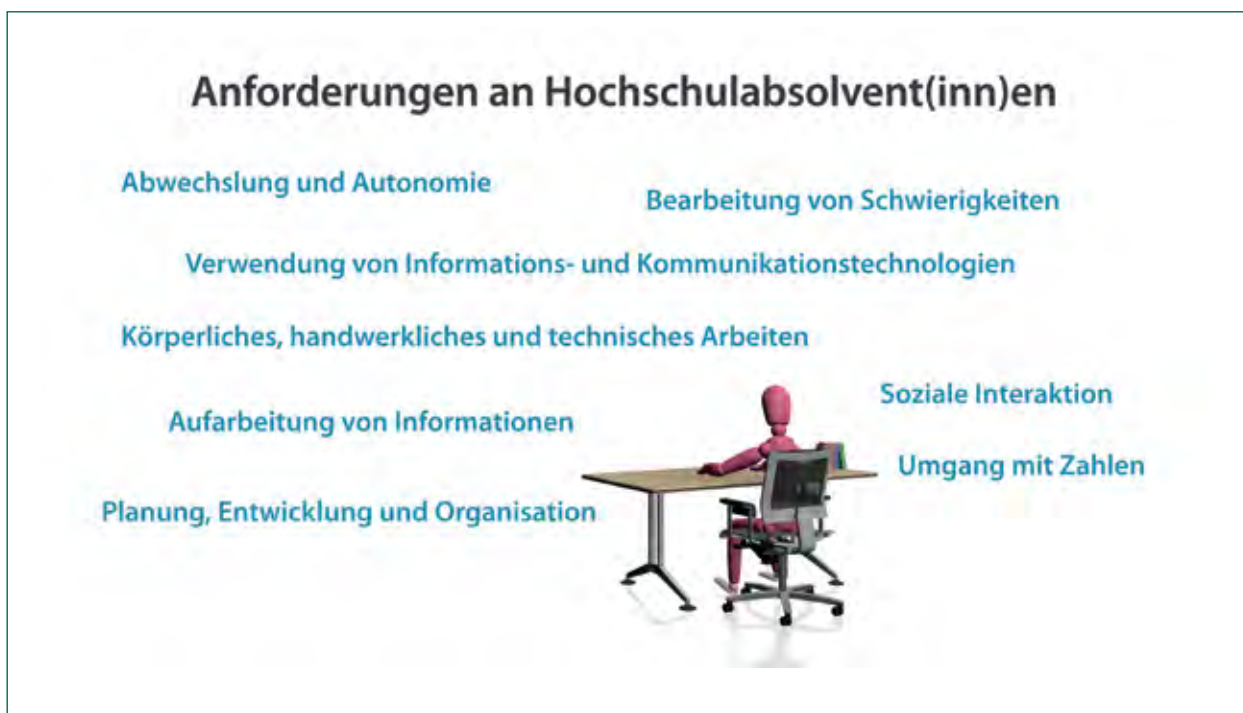 Anforderungen an Hochschulabsolvent(inn)en
Abwechslung und Autonomie
Bearbeitung von Schwierigkeiten
Verwendung von Informations- und Kommunikationstechnologien
Körperliches, handwerkliches und technisches Arbeiten
Soziale Interaktion
Aufarbeitung von Informationen
Umgang mit Zahlen
Planung, Entwicklung und Organisation